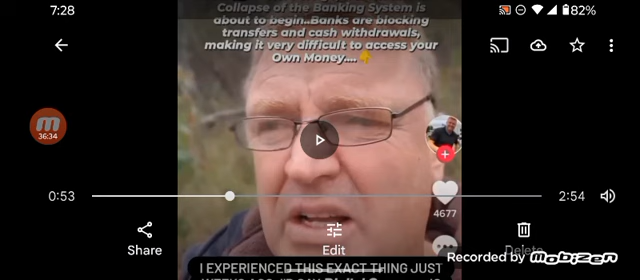 7:28
82%
Collapse of the Banking System is
about to begin..Banks are blocking
transfers and cash withdrawals,
making it very difficult to access your
Own Money....
m
36:34
0:53
2:54
4677
Share
Edit
Delete
Recorded by mobizen
I EXPERIENCED THIS EXACT THING JUST